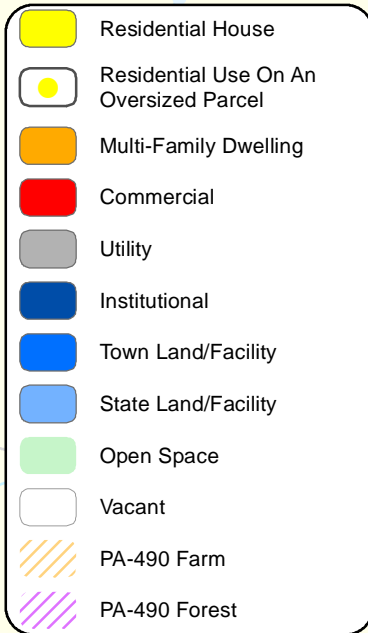 Residential House
Residential Use On An
Oversized Parcel
Multi-Family Dwelling
Commercial
Utility
Institutional
Town Land/Facility
State Land/Facility
Open Space
Vacant
PA-490 Farm
PA-490 Forest